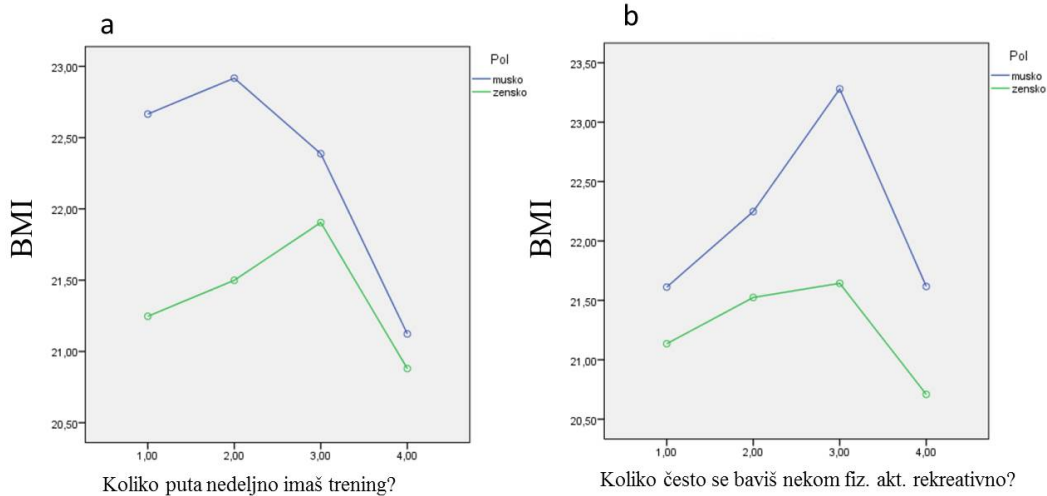 a
Pol
musko
zensko
23,00
22,50
22,00
21,50
21,00
20,50
BMI
1,00 2,00 3,00 4,00
Koliko puta nedeljno imaš trening?
b
Pol
musko
zensko
23,50
23,00
22,50
22,00
21,50
21,00
20,50
BMI
1,00 2,00 3,00 4,00
Koliko često se baviš nekom fiz. akt. rekreativno?